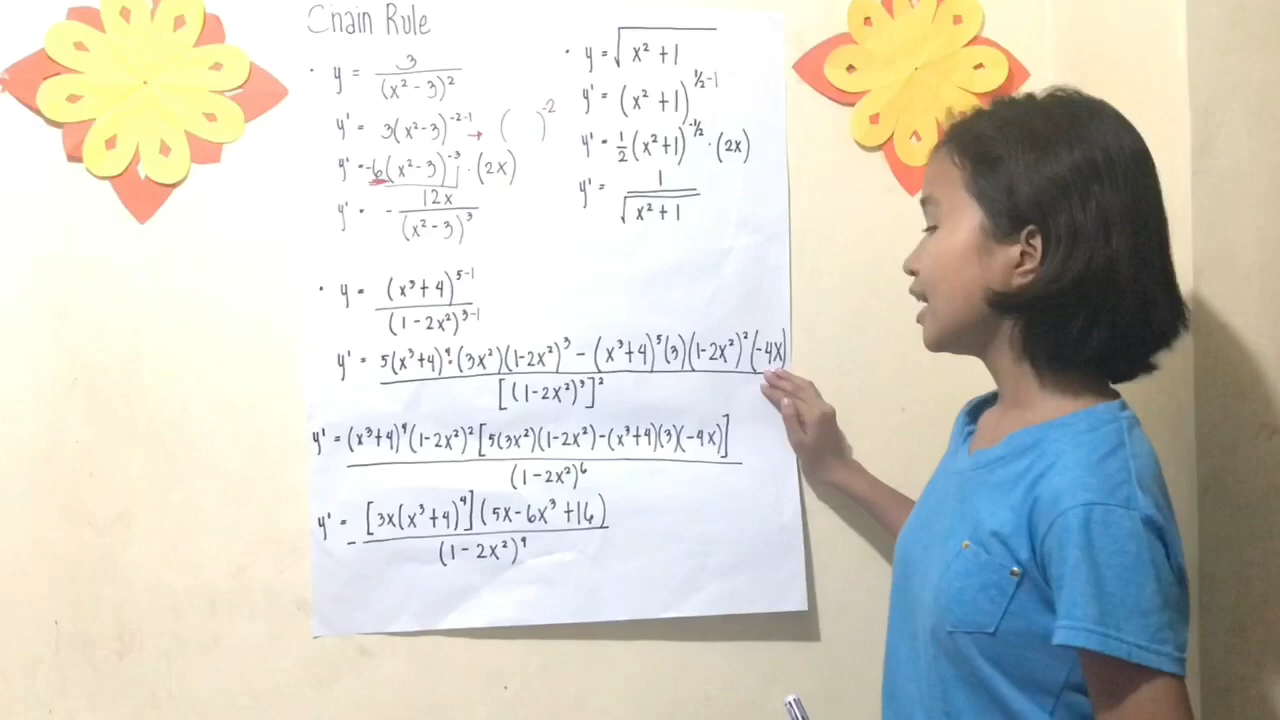 Chain Rule
• y = 3 / (x² - 3)²
y' = 3(x² - 3)⁻²⁻¹ → ( )⁻²
y' = -6(x² - 3)⁻³ · (2x)
y' = - 12x / (x² - 3)³
• y = √(x² + 1)
y' = (x² + 1)^(1/2 - 1)
y' = 1/2 (x² + 1)^(-1/2) · (2x)
y' = 1 / √(x² + 1)
• y = (x³ + 4)⁵⁻¹ / (1 - 2x²)³⁻¹
y' = 5(x³ + 4)⁴ · (3x²)(1 - 2x²)³ - (x³ + 4)⁵(3)(1 - 2x²)²(-4x) / [(1 - 2x²)³]²
y' = (x³ + 4)⁴(1 - 2x²)²[5(3x²)(1 - 2x²) - (x³ + 4)(3)(-4x)] / (1 - 2x²)⁶
y' = - [3x(x³ + 4)⁴](5x - 6x³ + 16) / (1 - 2x²)⁴